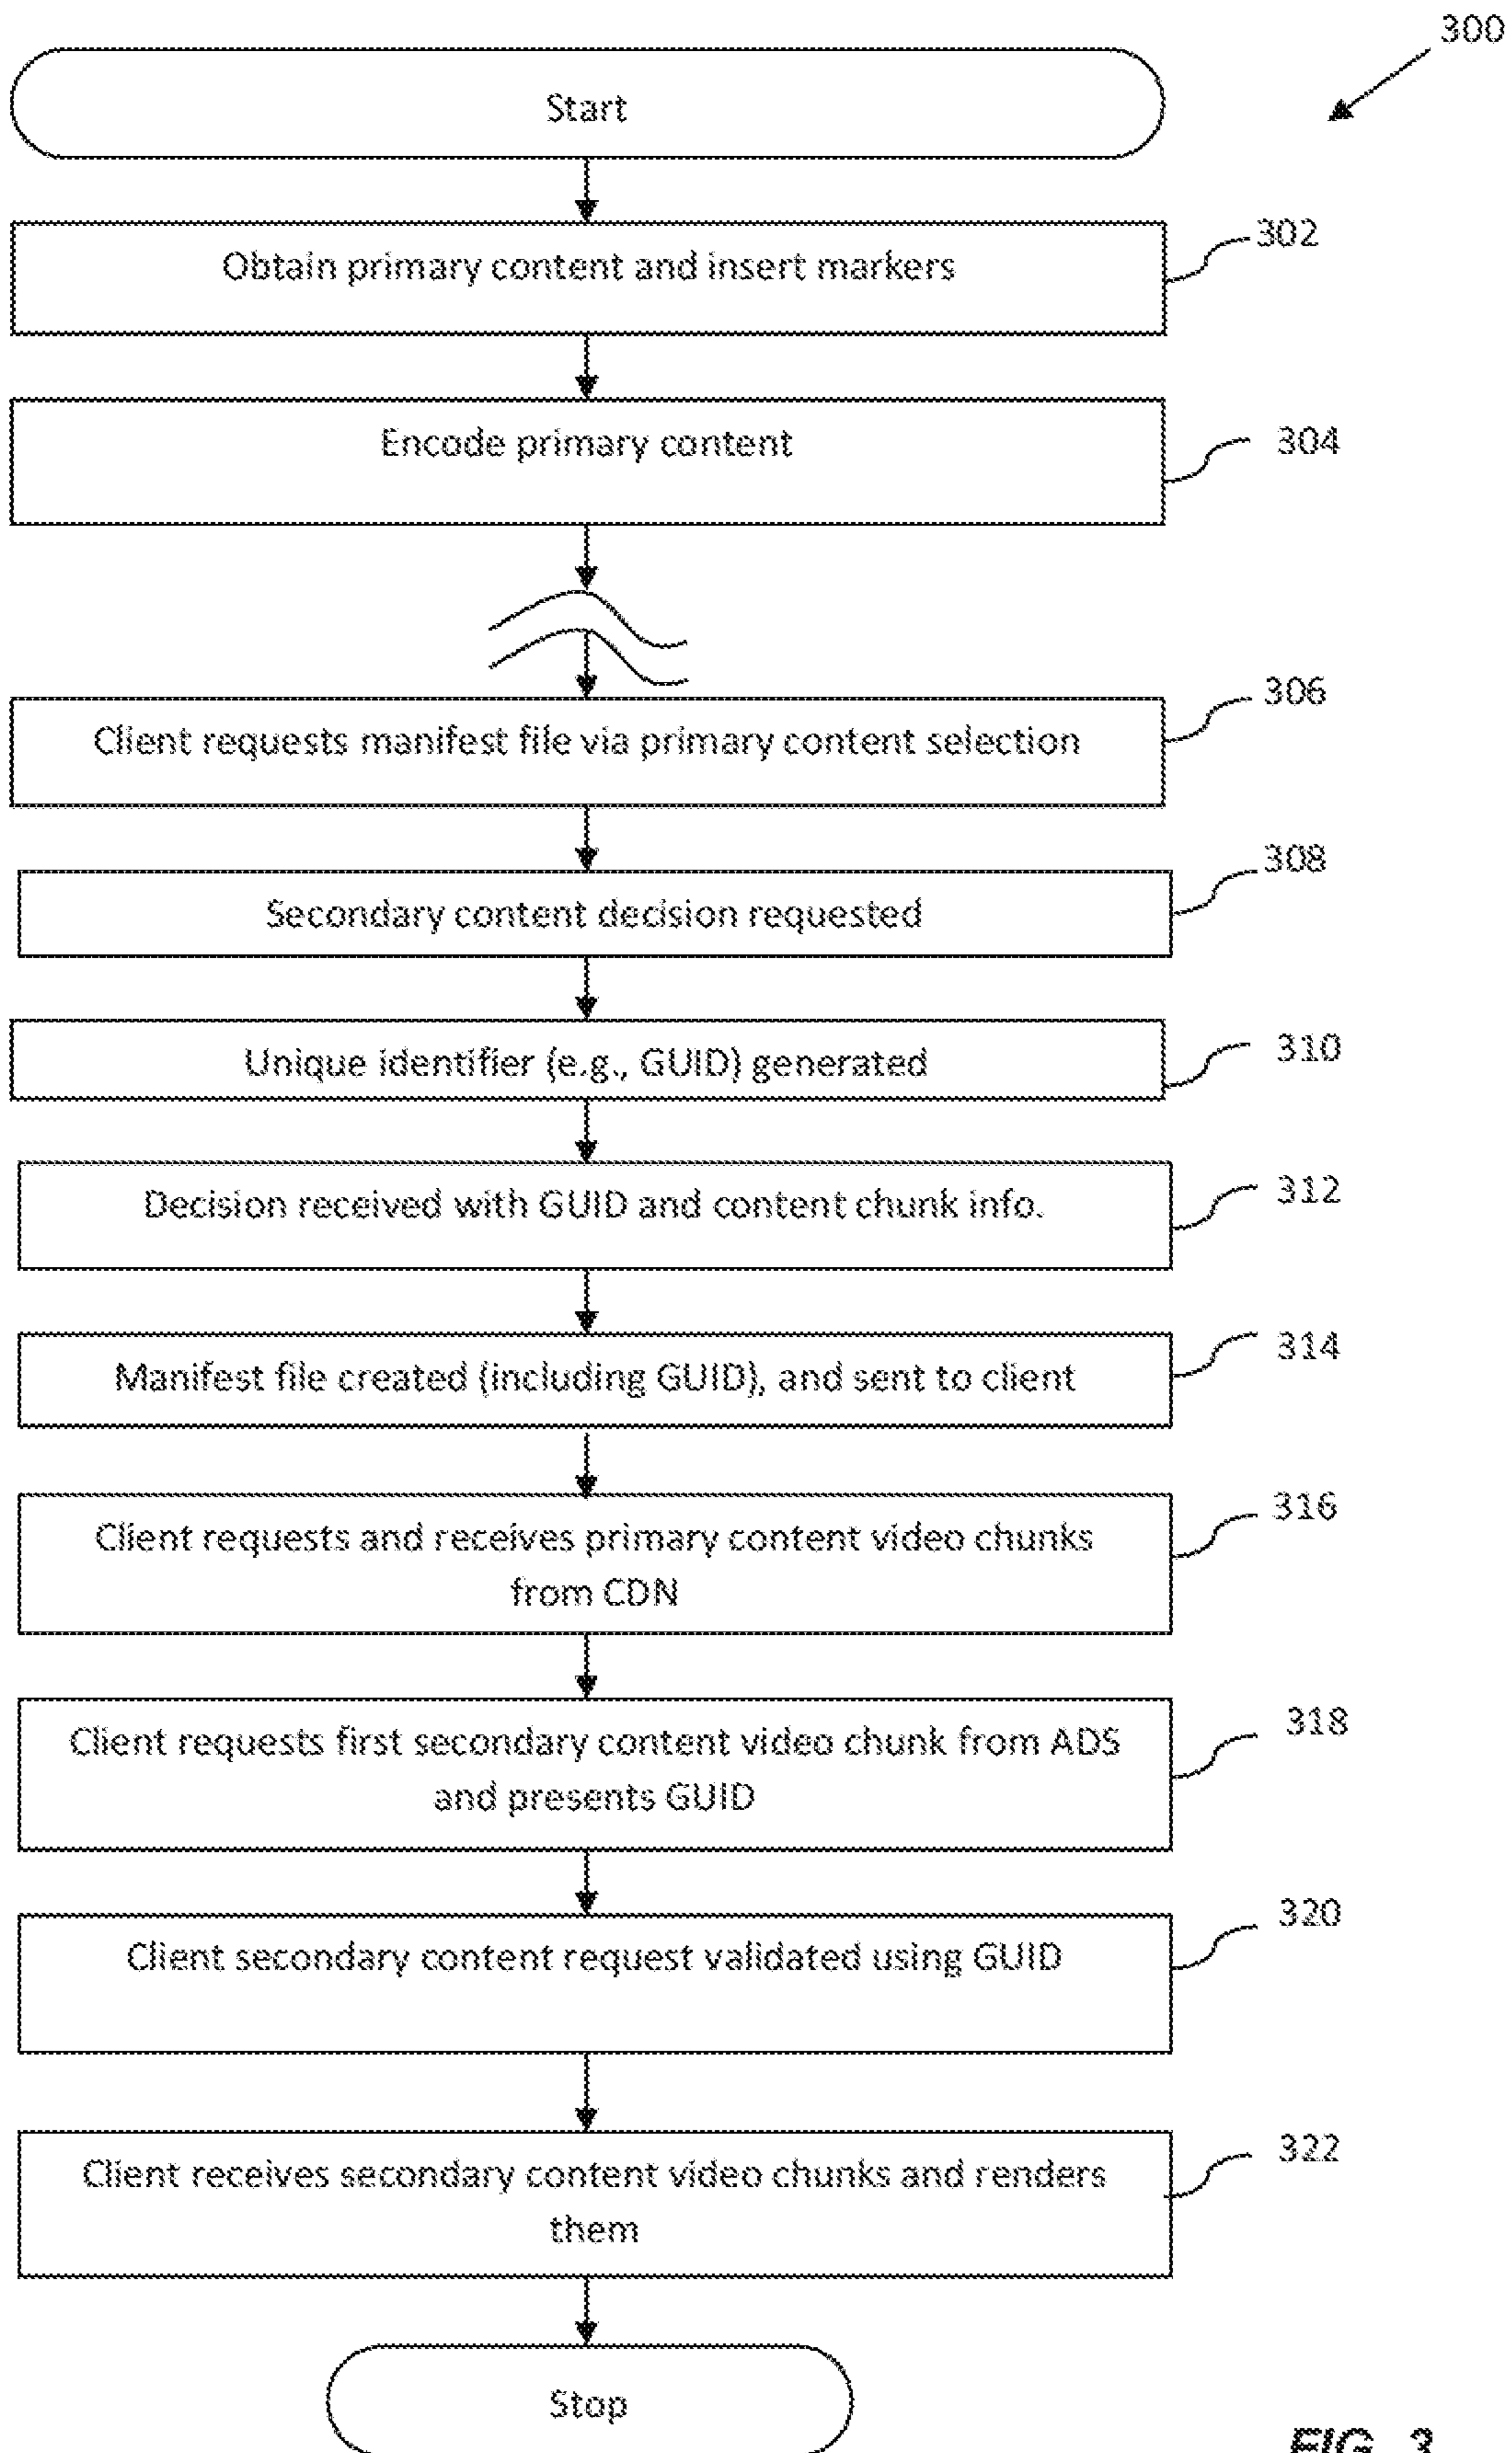 300
Start
Obtain primary content and insert markers
302
Encode primary content
304
Client requests manifest file via primary content selection
306
Secondary content decision requested
308
Unique identifier (e.g., GUID) generated
310
Decision received with GUID and content chunk info.
312
Manifest file created (including GUID), and sent to client
314
Client requests and receives primary content video chunks
from CDN
316
Client requests first secondary content video chunk from ADS
and presents GUID
318
Client secondary content request validated using GUID
320
Client receives secondary content video chunks and renders
them
322
Stop
FIG. 3